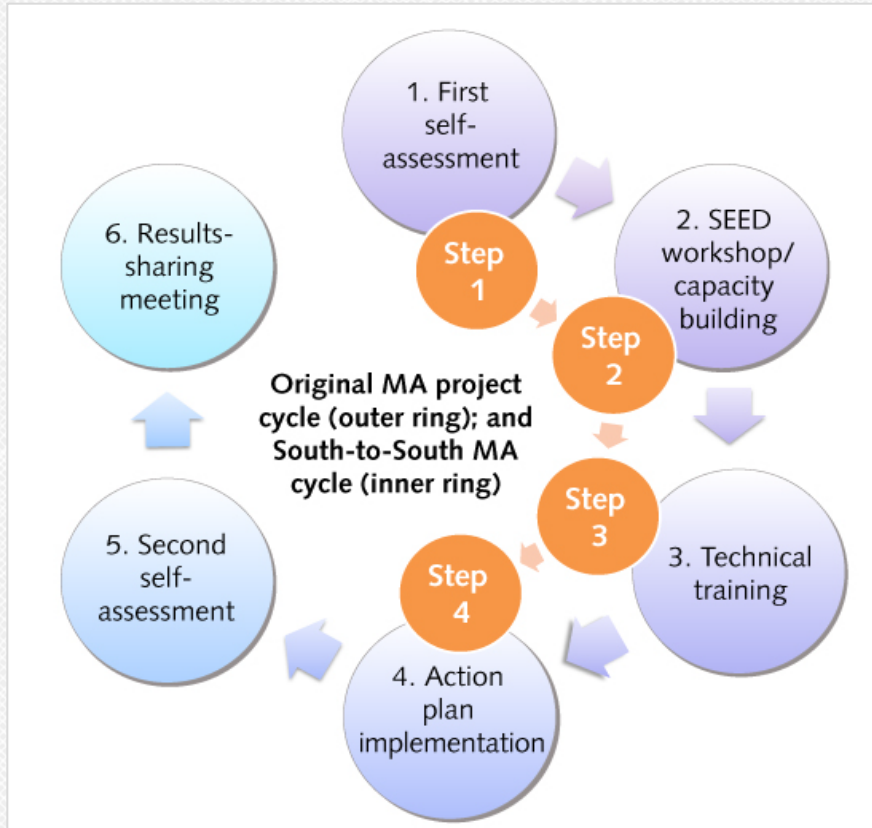 1. First
self-
assessment
2. SEED
workshop/
capacity
building
3. Technical
training
4. Action
plan
implementation
5. Second
self-
assessment
6. Results-
sharing
meeting
Step
1
Step
2
Step
3
Step
4
Original MA project
cycle (outer ring); and
South-to-South MA
cycle (inner ring)